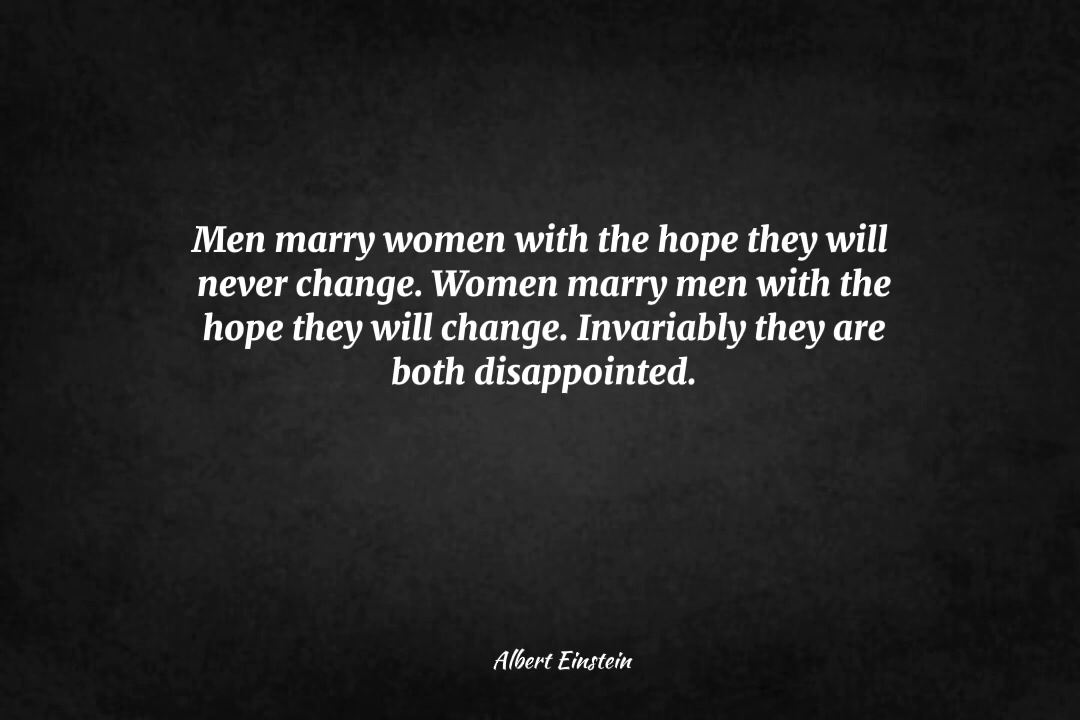 Men marry women with the hope they will
never change. Women marry men with the
hope they will change. Invariably they are
both disappointed.
Albert Einstein